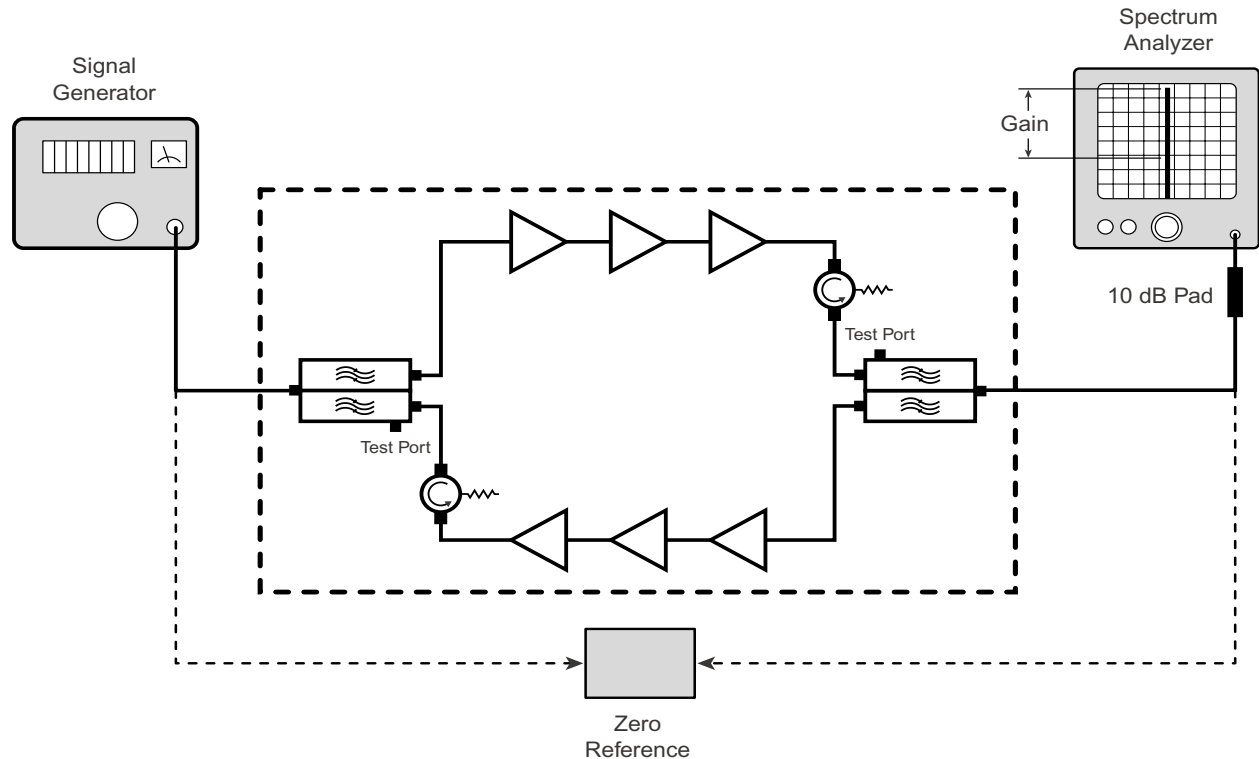 Spectrum
Analyzer
Signal
Generator
Gain
10 dB Pad
Test Port
Test Port
Zero
Reference